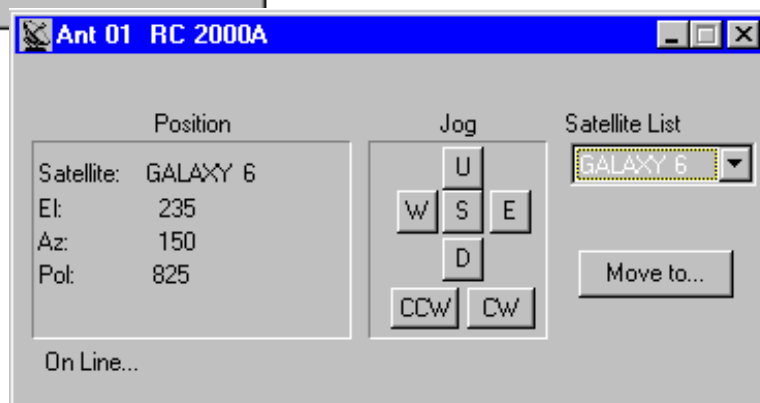 Ant 01 RC 2000A
Position
Satellite: GALAXY 6
El: 235
Az: 150
Pol: 825
On Line...
Jog
U
W S E
D
CCW CW
Satellite List
GALAXY 6
Move to...